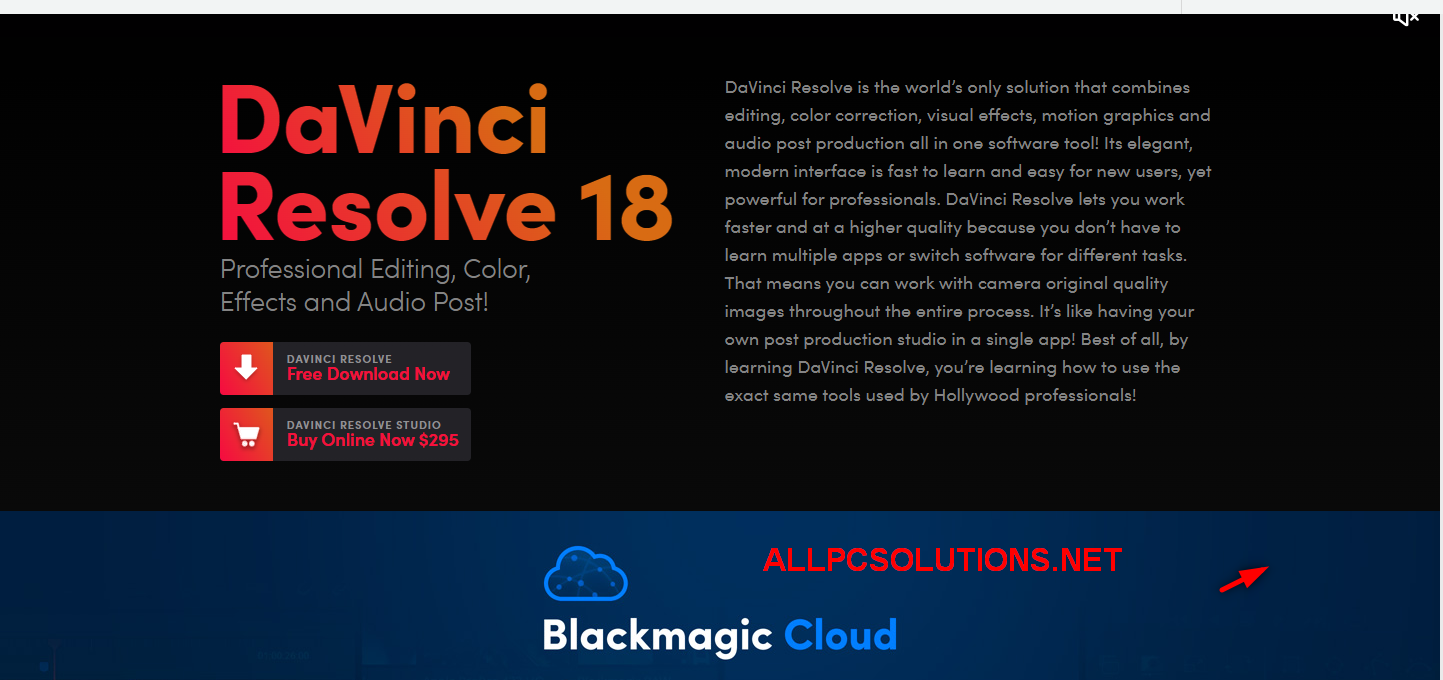 DaVinci
Resolve 18
Professional Editing, Color,
Effects and Audio Post!
DAVINCI RESOLVE
Free Download Now
DAVINCI RESOLVE STUDIO
Buy Online Now $295
DaVinci Resolve is the world’s only solution that combines
editing, color correction, visual effects, motion graphics and
audio post production all in one software tool! Its elegant,
modern interface is fast to learn and easy for new users, yet
powerful for professionals. DaVinci Resolve lets you work
faster and at a higher quality because you don’t have to
learn multiple apps or switch software for different tasks.
That means you can work with camera original quality
images throughout the entire process. It’s like having your
own post production studio in a single app! Best of all, by
learning DaVinci Resolve, you’re learning how to use the
exact same tools used by Hollywood professionals!
ALLPCSOLUTIONS.NET
Blackmagic Cloud